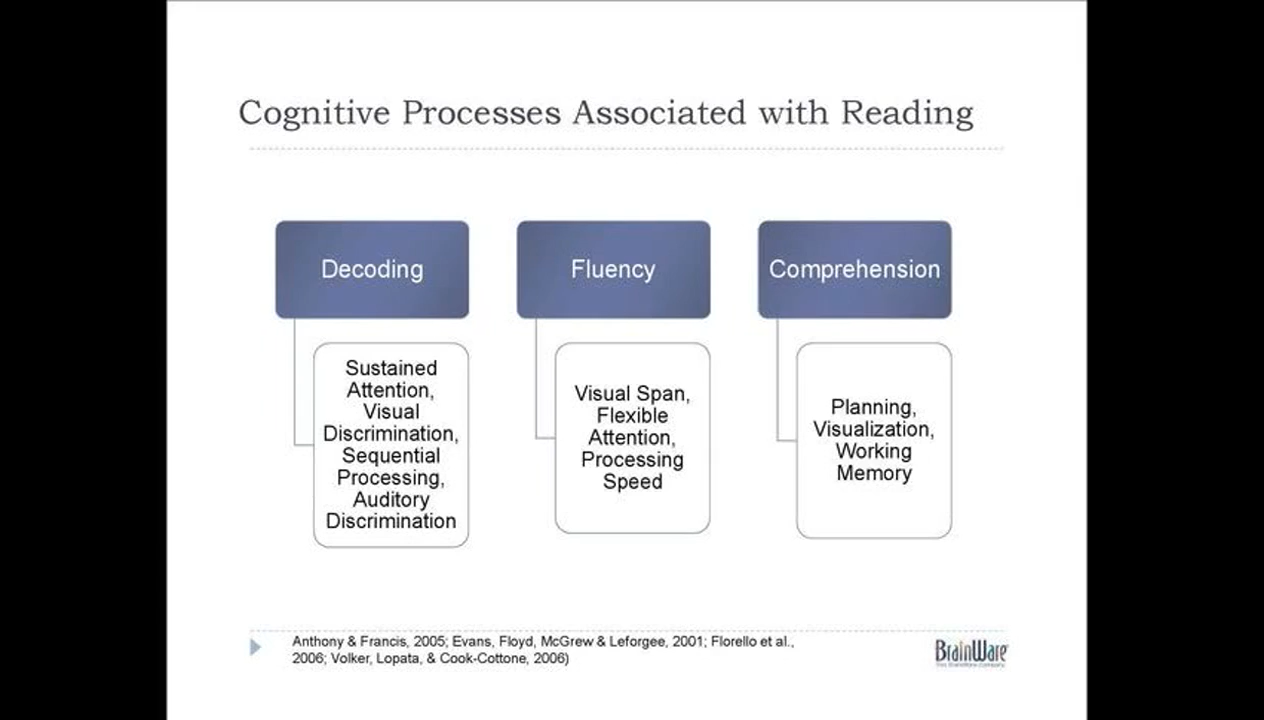 Cognitive Processes Associated with Reading
Decoding
Sustained
Attention,
Visual
Discrimination,
Sequential
Processing,
Auditory
Discrimination
Fluency
Visual Span,
Flexible
Attention,
Processing
Speed
Comprehension
Planning,
Visualization,
Working
Memory
Anthony & Francis, 2005; Evans, Floyd, McGrew & Leforgee, 2001; Florello et al.,
2006; Volker, Lopata, & Cook-Cottone, 2006)
BrainWare